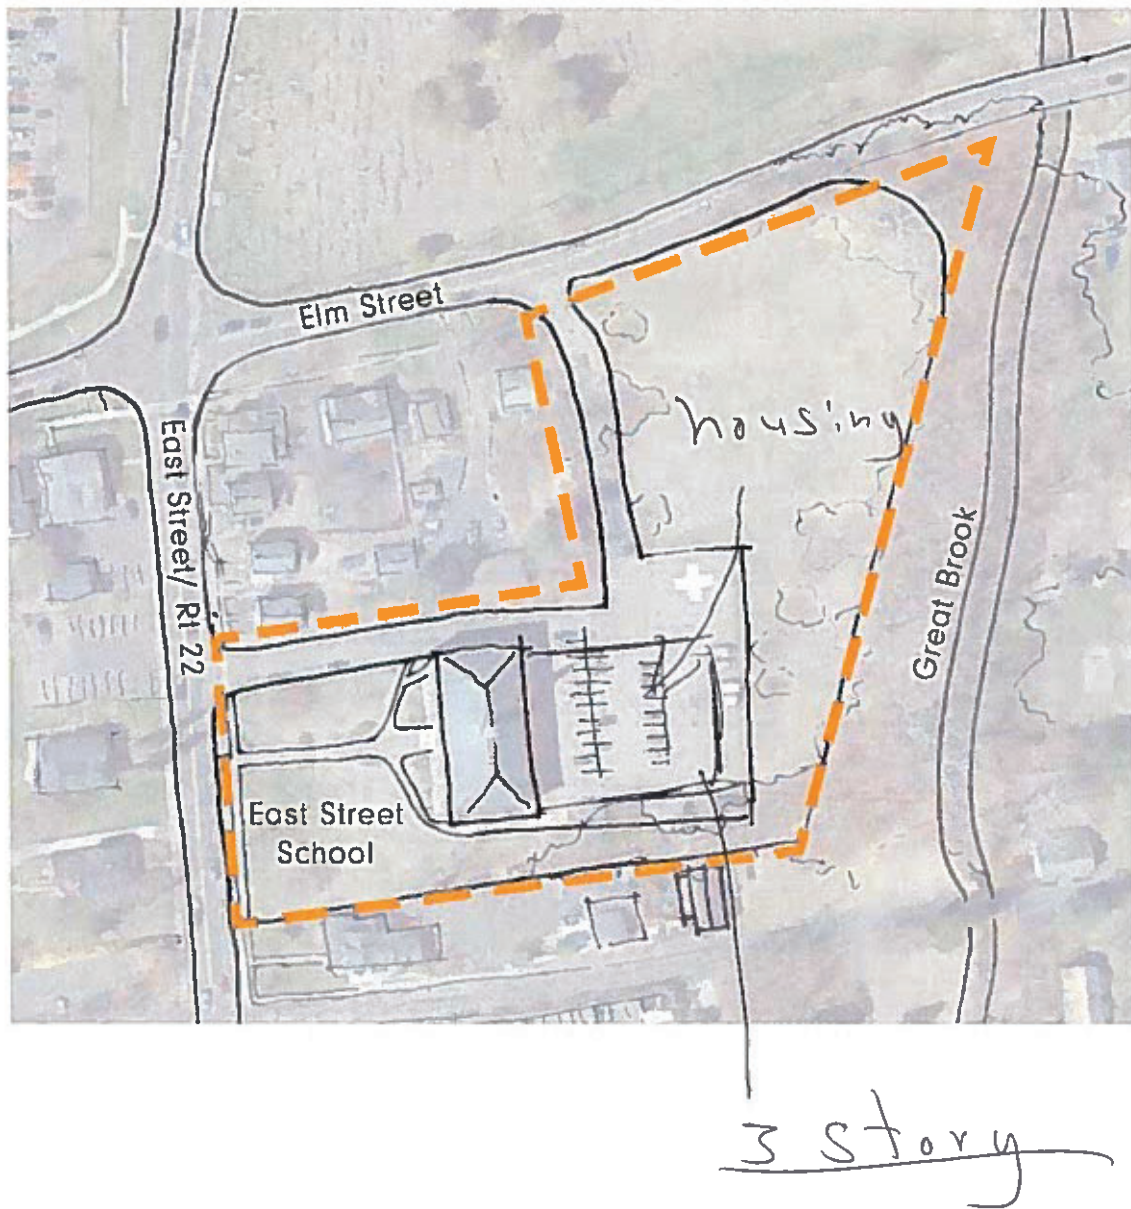 Elm Street
housing
East Street/ Rt 22
Great Brook
East Street
School
3 story